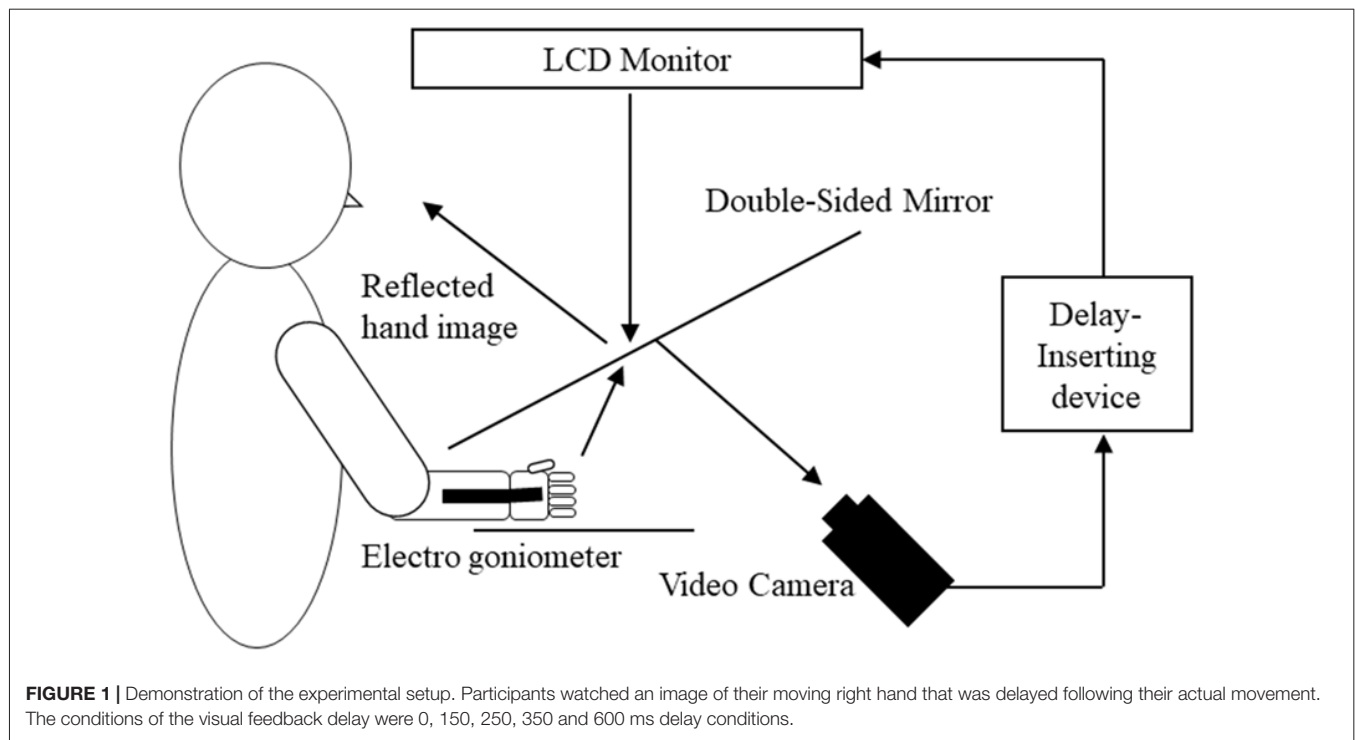 LCD Monitor
Double-Sided Mirror
Reflected
hand image
Delay-
Inserting
device
Electro goniometer
Video Camera
FIGURE 1 | Demonstration of the experimental setup. Participants watched an image of their moving right hand that was delayed following their actual movement.
The conditions of the visual feedback delay were 0, 150, 250, 350 and 600 ms delay conditions.